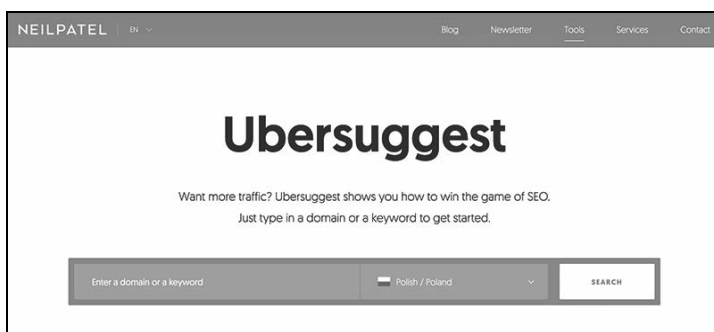 NEILPATEL EN Blog Newsletter Tools Services Contact
Ubersuggest
Want more traffic? Ubersuggest shows you how to win the game of SEO.
Just type in a domain or a keyword to get started.
Enter a domain or a keyword Polish / Poland SEARCH